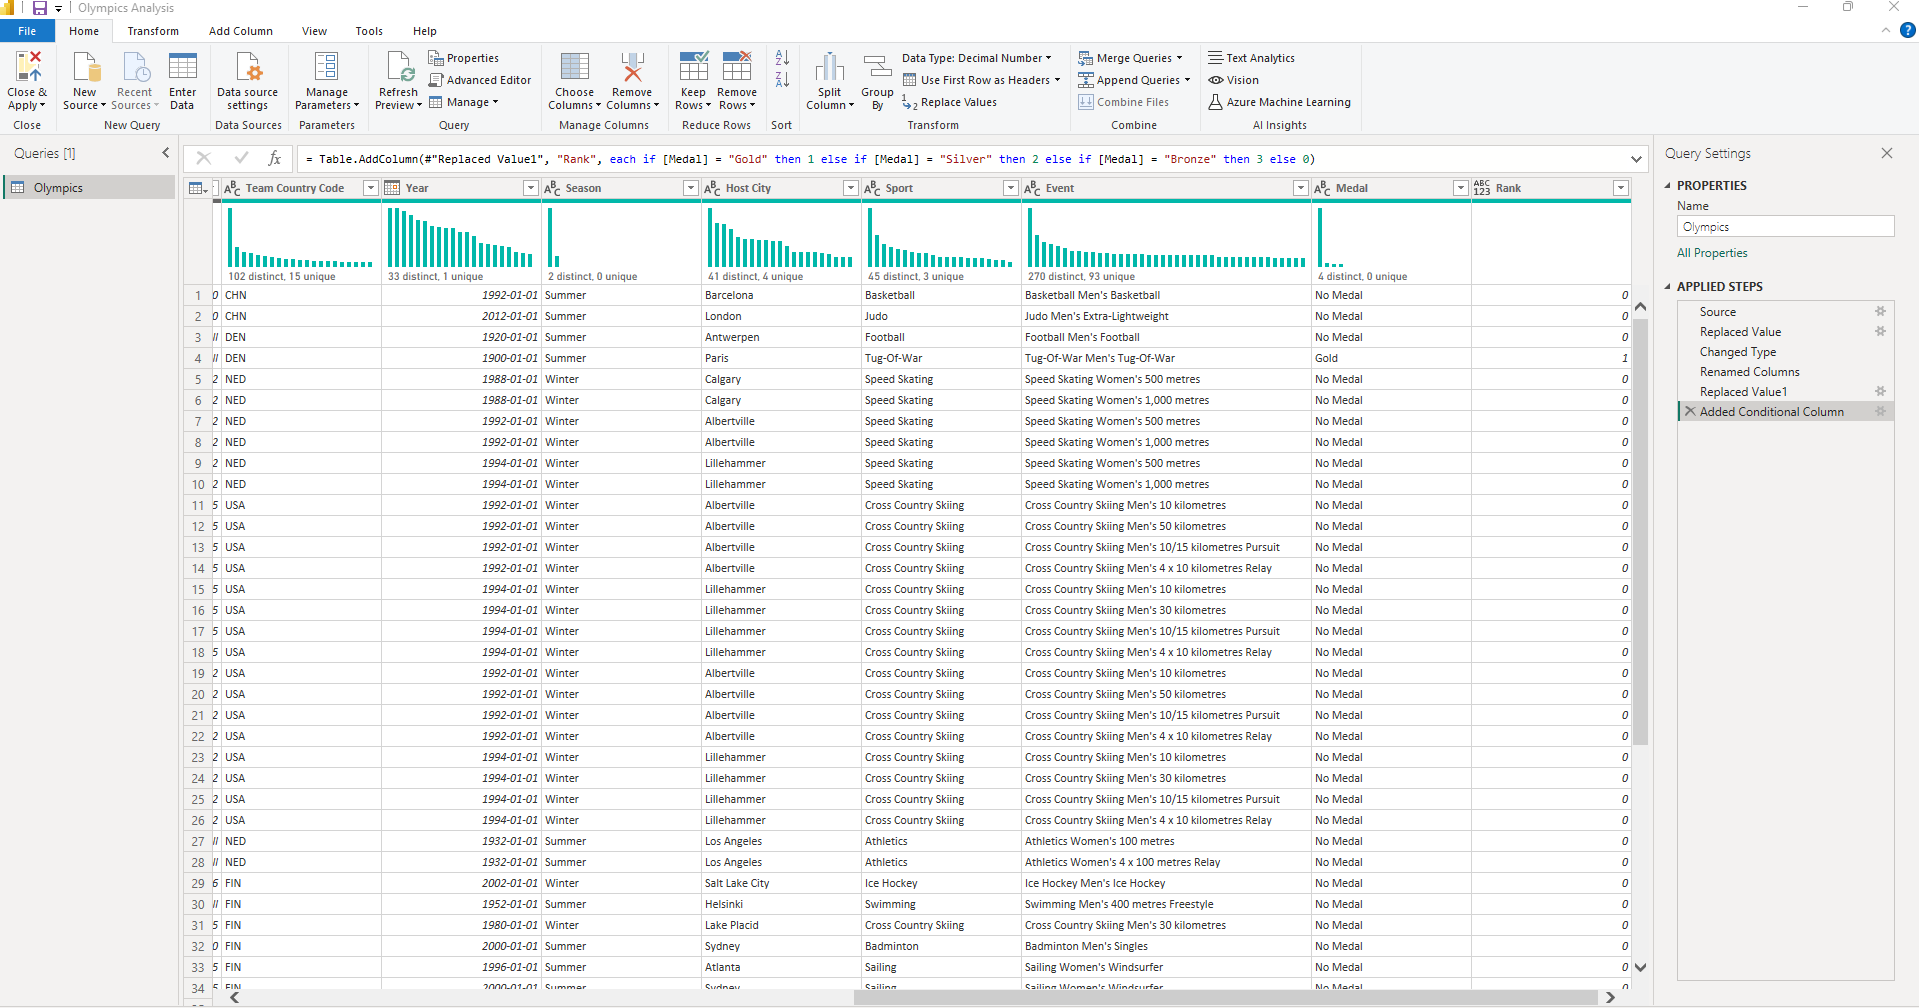 Olympics Analysis
File Home Transform Add Column View Tools Help
Close & Apply
Close
New Source
Recent Sources
Enter Data
New Query
Data source settings
Data Sources
Manage Parameters
Parameters
Refresh Preview
Properties
Advanced Editor
Manage
Query
Choose Columns
Remove Columns
Manage Columns
Keep Rows
Remove Rows
Reduce Rows
Sort
Split Column
Group By
Data Type: Decimal Number
Use First Row as Headers
Replace Values
Transform
Merge Queries
Append Queries
Combine Files
Combine
Text Analytics
Vision
Azure Machine Learning
AI Insights
Queries [1]
Olympics
= Table.AddColumn(#"Replaced Value1", "Rank", each if [Medal] = "Gold" then 1 else if [Medal] = "Silver" then 2 else if [Medal] = "Bronze" then 3 else 0)
Team Country Code Year Season Host City Sport Event Medal Rank
102 distinct, 15 unique 33 distinct, 1 unique 2 distinct, 0 unique 41 distinct, 4 unique 45 distinct, 3 unique 270 distinct, 93 unique 4 distinct, 0 unique
1 0 CHN 1992-01-01 Summer Barcelona Basketball Basketball Men's Basketball No Medal 0
2 0 CHN 2012-01-01 Summer London Judo Judo Men's Extra-Lightweight No Medal 0
3 ll DEN 1920-01-01 Summer Antwerpen Football Football Men's Football No Medal 0
4 ll DEN 1900-01-01 Summer Paris Tug-Of-War Tug-Of-War Men's Tug-Of-War Gold 1
5 2 NED 1988-01-01 Winter Calgary Speed Skating Speed Skating Women's 500 metres No Medal 0
6 2 NED 1988-01-01 Winter Calgary Speed Skating Speed Skating Women's 1,000 metres No Medal 0
7 2 NED 1992-01-01 Winter Albertville Speed Skating Speed Skating Women's 500 metres No Medal 0
8 2 NED 1992-01-01 Winter Albertville Speed Skating Speed Skating Women's 1,000 metres No Medal 0
9 2 NED 1994-01-01 Winter Lillehammer Speed Skating Speed Skating Women's 500 metres No Medal 0
10 2 NED 1994-01-01 Winter Lillehammer Speed Skating Speed Skating Women's 1,000 metres No Medal 0
11 5 USA 1992-01-01 Winter Albertville Cross Country Skiing Cross Country Skiing Men's 10 kilometres No Medal 0
12 5 USA 1992-01-01 Winter Albertville Cross Country Skiing Cross Country Skiing Men's 50 kilometres No Medal 0
13 5 USA 1992-01-01 Winter Albertville Cross Country Skiing Cross Country Skiing Men's 10/15 kilometres Pursuit No Medal 0
14 5 USA 1992-01-01 Winter Albertville Cross Country Skiing Cross Country Skiing Men's 4 x 10 kilometres Relay No Medal 0
15 5 USA 1994-01-01 Winter Lillehammer Cross Country Skiing Cross Country Skiing Men's 10 kilometres No Medal 0
16 5 USA 1994-01-01 Winter Lillehammer Cross Country Skiing Cross Country Skiing Men's 30 kilometres No Medal 0
17 5 USA 1994-01-01 Winter Lillehammer Cross Country Skiing Cross Country Skiing Men's 10/15 kilometres Pursuit No Medal 0
18 5 USA 1994-01-01 Winter Lillehammer Cross Country Skiing Cross Country Skiing Men's 4 x 10 kilometres Relay No Medal 0
19 2 USA 1992-01-01 Winter Albertville Cross Country Skiing Cross Country Skiing Men's 10 kilometres No Medal 0
20 2 USA 1992-01-01 Winter Albertville Cross Country Skiing Cross Country Skiing Men's 50 kilometres No Medal 0
21 2 USA 1992-01-01 Winter Albertville Cross Country Skiing Cross Country Skiing Men's 10/15 kilometres Pursuit No Medal 0
22 2 USA 1992-01-01 Winter Albertville Cross Country Skiing Cross Country Skiing Men's 4 x 10 kilometres Relay No Medal 0
23 2 USA 1994-01-01 Winter Lillehammer Cross Country Skiing Cross Country Skiing Men's 10 kilometres No Medal 0
24 2 USA 1994-01-01 Winter Lillehammer Cross Country Skiing Cross Country Skiing Men's 30 kilometres No Medal 0
25 2 USA 1994-01-01 Winter Lillehammer Cross Country Skiing Cross Country Skiing Men's 10/15 kilometres Pursuit No Medal 0
26 2 USA 1994-01-01 Winter Lillehammer Cross Country Skiing Cross Country Skiing Men's 4 x 10 kilometres Relay No Medal 0
27 ll NED 1932-01-01 Summer Los Angeles Athletics Athletics Women's 100 metres No Medal 0
28 ll NED 1932-01-01 Summer Los Angeles Athletics Athletics Women's 4 x 100 metres Relay No Medal 0
29 6 FIN 2002-01-01 Winter Salt Lake City Ice Hockey Ice Hockey Men's Ice Hockey No Medal 0
30 ll FIN 1952-01-01 Summer Helsinki Swimming Swimming Men's 400 metres Freestyle No Medal 0
31 5 FIN 1980-01-01 Winter Lake Placid Cross Country Skiing Cross Country Skiing Men's 30 kilometres No Medal 0
32 0 FIN 2000-01-01 Summer Sydney Badminton Badminton Men's Singles No Medal 0
33 5 FIN 1996-01-01 Summer Atlanta Sailing Sailing Women's Windsurfer No Medal 0
34 5 FIN 2000-01-01 Summer Sydney Sailing Sailing Women's Windsurfer No Medal 0
Query Settings
PROPERTIES
Name
Olympics
All Properties
APPLIED STEPS
Source
Replaced Value
Changed Type
Renamed Columns
Replaced Value1
Added Conditional Column